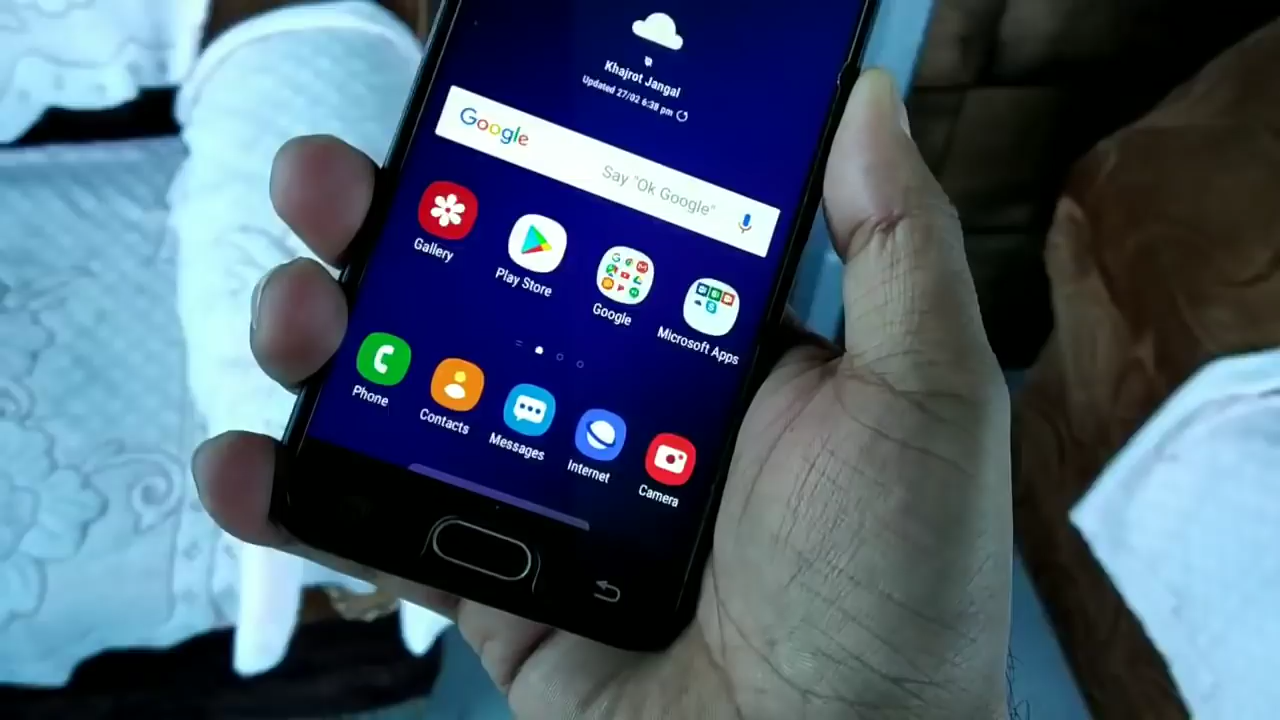 Khajrot Jangal
Updated 27/02 6:38 pm
Google
Say "Ok Google"
Gallery
Play Store
Google
Microsoft Apps
Phone
Contacts
Messages
Internet
Camera